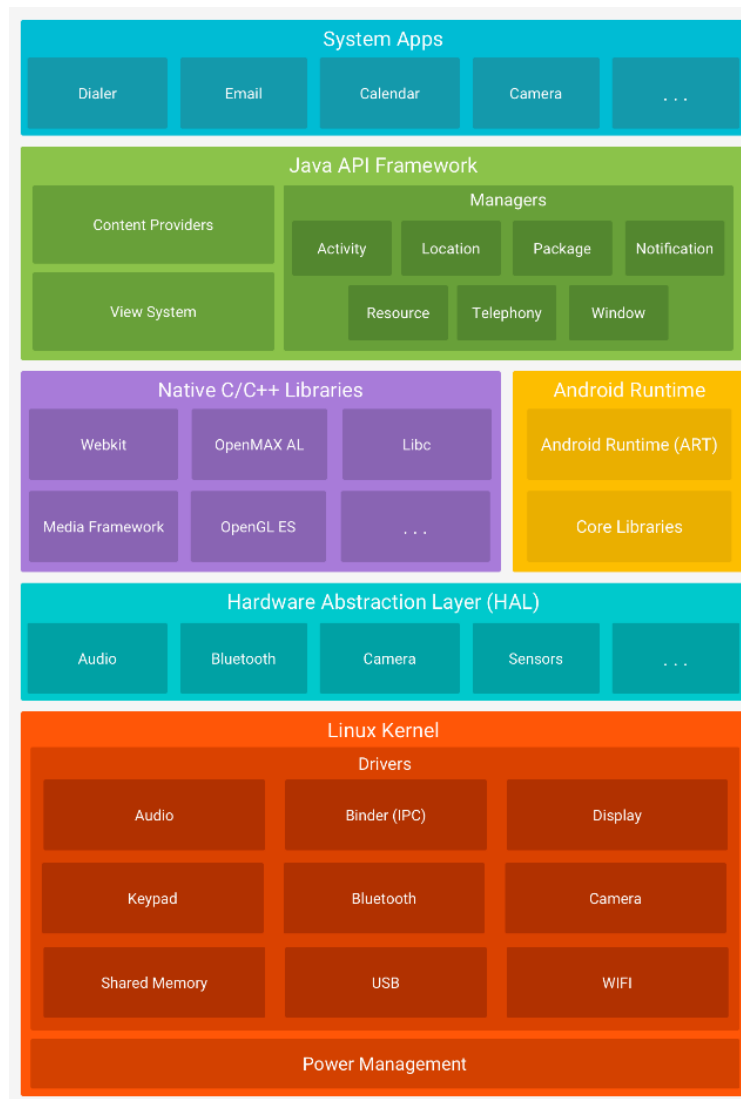 System Apps
Dialer
Email
Calendar
Camera
. . .
Java API Framework
Content Providers
View System
Managers
Activity
Location
Package
Notification
Resource
Telephony
Window
Native C/C++ Libraries
Webkit
OpenMAX AL
Libc
Media Framework
OpenGL ES
. . .
Android Runtime
Android Runtime (ART)
Core Libraries
Hardware Abstraction Layer (HAL)
Audio
Bluetooth
Camera
Sensors
. . .
Linux Kernel
Drivers
Audio
Binder (IPC)
Display
Keypad
Bluetooth
Camera
Shared Memory
USB
WIFI
Power Management